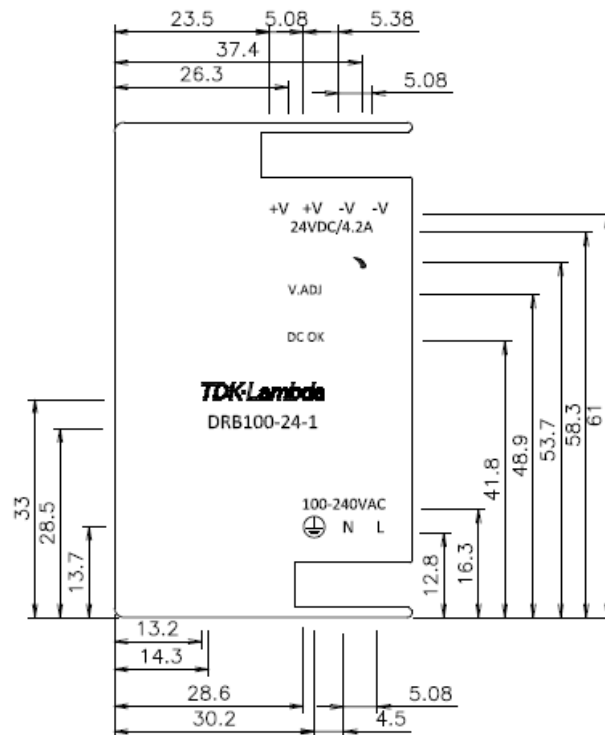 23.5 5.08 5.38
37.4
26.3 5.08
+V +V -V -V
24VDC/4.2A
V.ADJ
DC OK
TDK-Lambda
DRB100-24-1
100-240VAC
N L
33
28.5
13.7
12.8
16.3
41.8
48.9
53.7
58.3
61
13.2
14.3
28.6 5.08
30.2 4.5